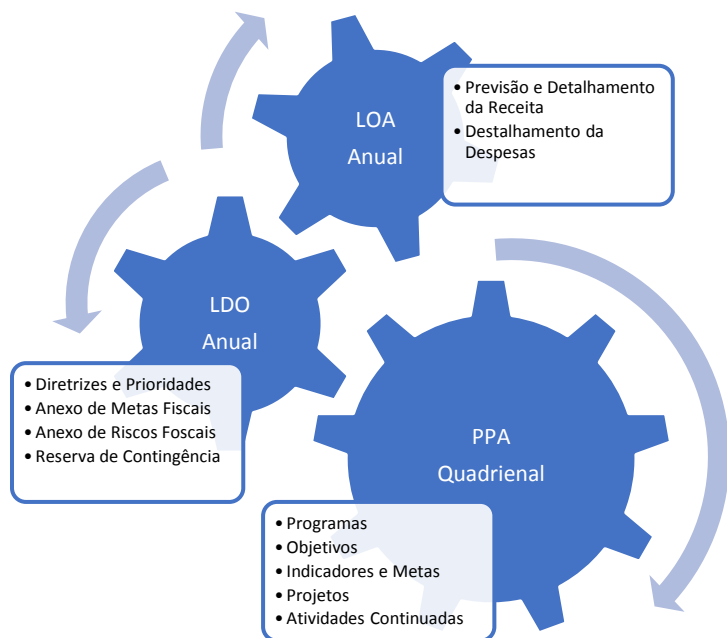 LOA
Anual
• Previsão e Detalhamento
da Receita
• Destalhamento da
Despesas
LDO
Anual
• Diretrizes e Prioridades
• Anexo de Metas Fiscais
• Anexo de Riscos Foscais
• Reserva de Contingência
PPA
Quadrienal
• Programas
• Objetivos
• Indicadores e Metas
• Projetos
• Atividades Continuadas